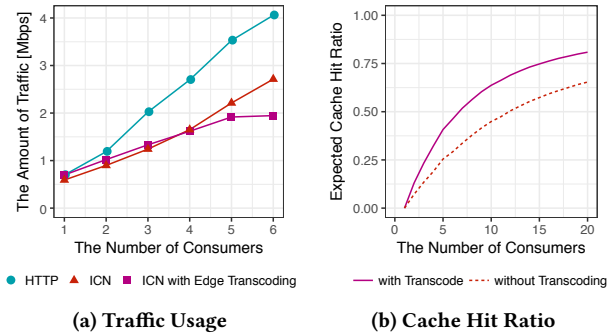 The Amount of Traffic [Mbps]
4
3
2
1
0
1 2 3 4 5 6
The Number of Consumers
HTTP ICN ICN with Edge Transcoding
(a) Traffic Usage
Expected Cache Hit Ratio
1.00
0.75
0.50
0.25
0.00
0 5 10 15 20
The Number of Consumers
with Transcode without Transcoding
(b) Cache Hit Ratio